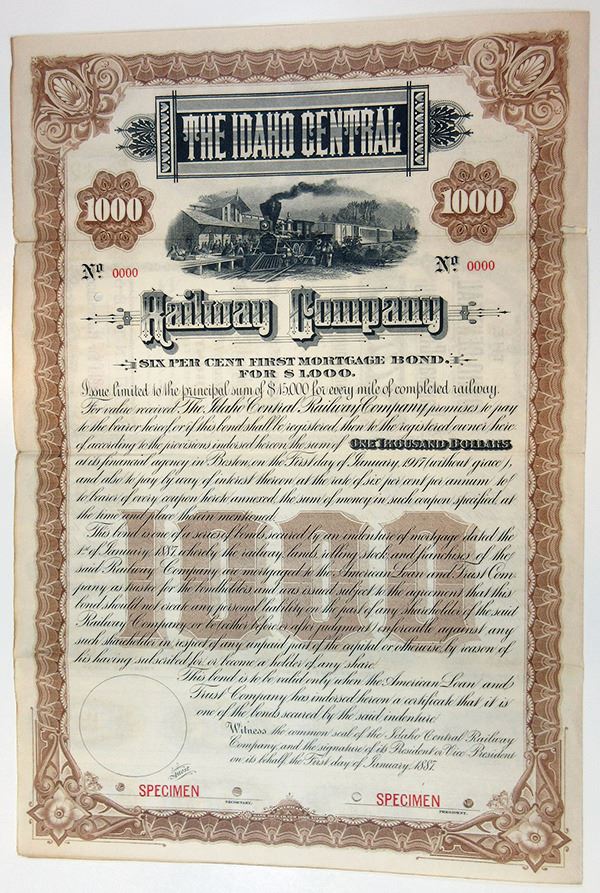 THE IDAHO CENTRAL
1000 1000
No 0000 No 0000
Railway Company
SIX PER CENT FIRST MORTGAGE BOND.
FOR $1,000.
Issue limited to the principal sum of $15,000 for every mile of completed railway.
For value received, The Idaho Central Railway Company promises to pay
to the bearer hereof, or if this bond shall be registered, then to the registered owner here
of, according to the provisions indorsed hereon, the sum of ONE THOUSAND DOLLARS
at its financial agency in Boston, on the First day of January, 1917 (without grace),
and also to pay by way of interest thereon at the rate of six per cent per annum to/
to bearer of every coupon hereto annexed, the sum of money in such coupon specified, at
the time and place therein mentioned.
This bond is one of a series of bonds secured by an indenture of mortgage dated the
1st of January, 1887, whereby the railway, lands, rolling stock, and franchises of the
said Railway Company are mortgaged to the American Loan and Trust Com-
pany as trustee for the bondholders, and was issued subject to the agreement that this
bond should not create any personal liability on the part of any shareholder of the said
Railway Company, or be (either before or after judgment) enforceable against any
such shareholder in respect of any unpaid part of the capital or otherwise, by reason of
his having subscribed for, or become a holder of any share.
This bond is to be valid only when the American Loan and
Trust Company has indorsed hereon a certificate that it is
one of the bonds secured by the said indenture.
Witness the common seal of the Idaho Central Railway
Company, and the signature of its President or Vice President
on its behalf, the First day of January, 1887.
1000
SPECIMEN SPECIMEN
SECRETARY. PRESIDENT.